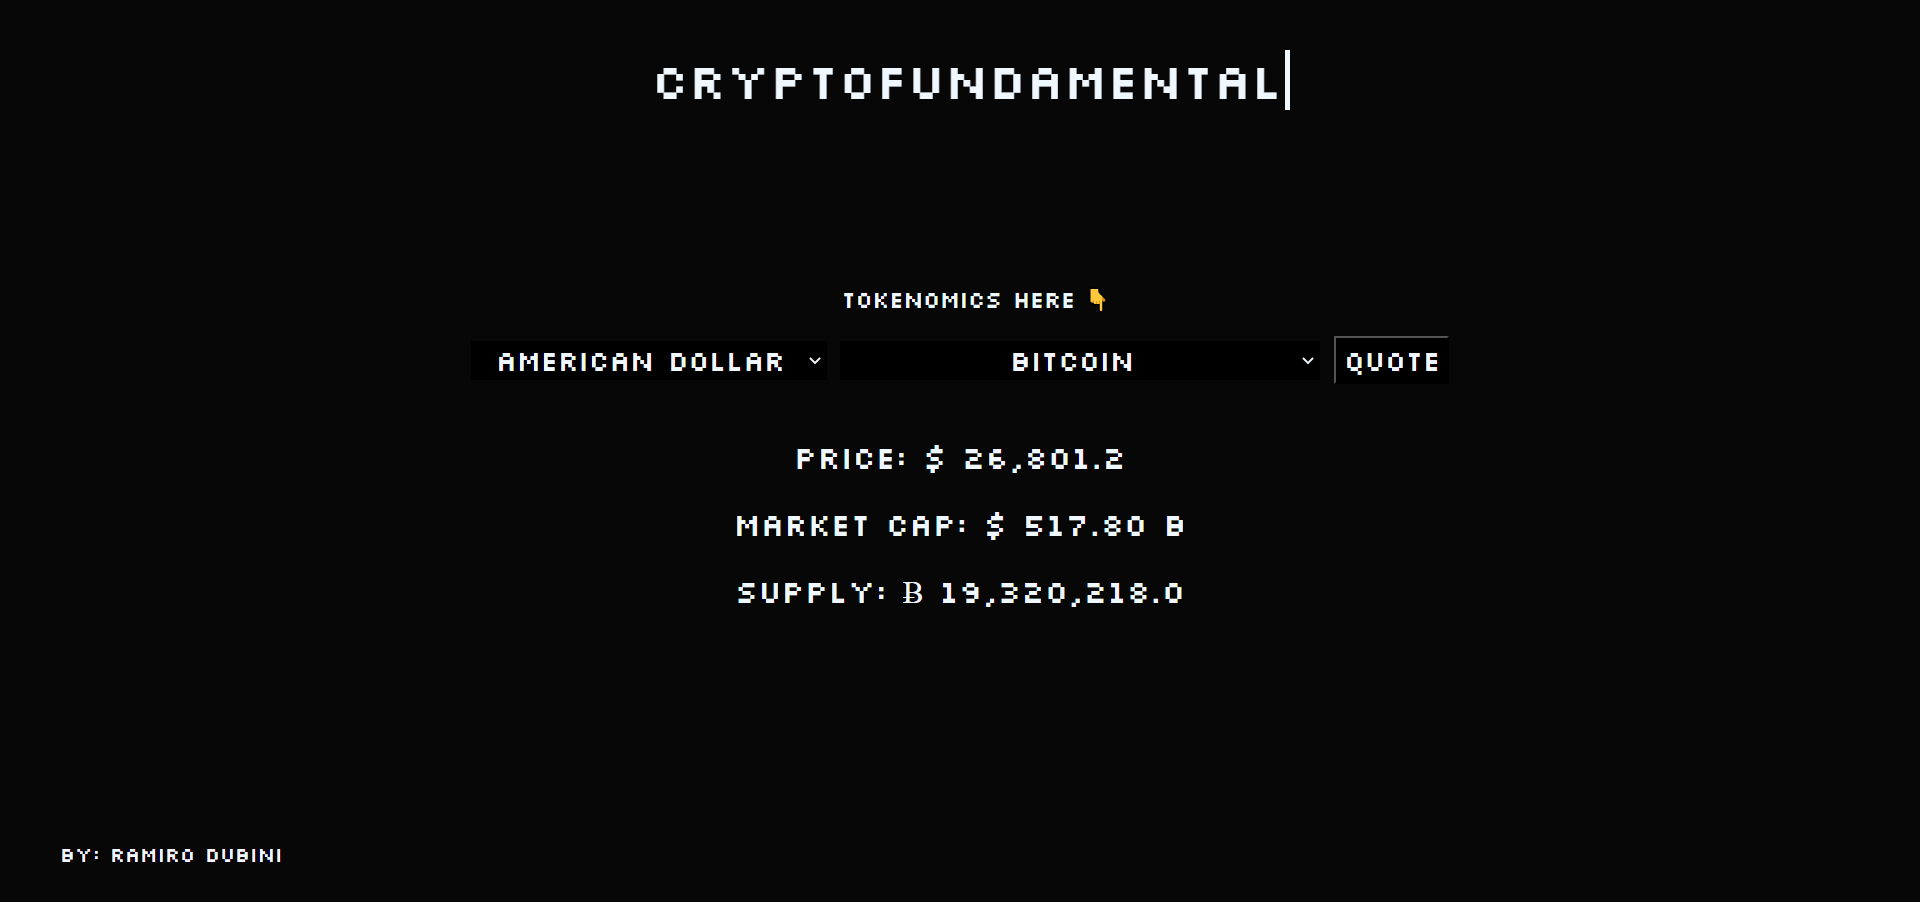 CRYPTOFUNDAMENTAL
TOKENOMICS HERE 👇
AMERICAN DOLLAR
BITCOIN
QUOTE
PRICE: $ 26,801.2
MARKET CAP: $ 517.80 B
SUPPLY: Ƀ 19,320,218.0
BY: RAMIRO DUBINI